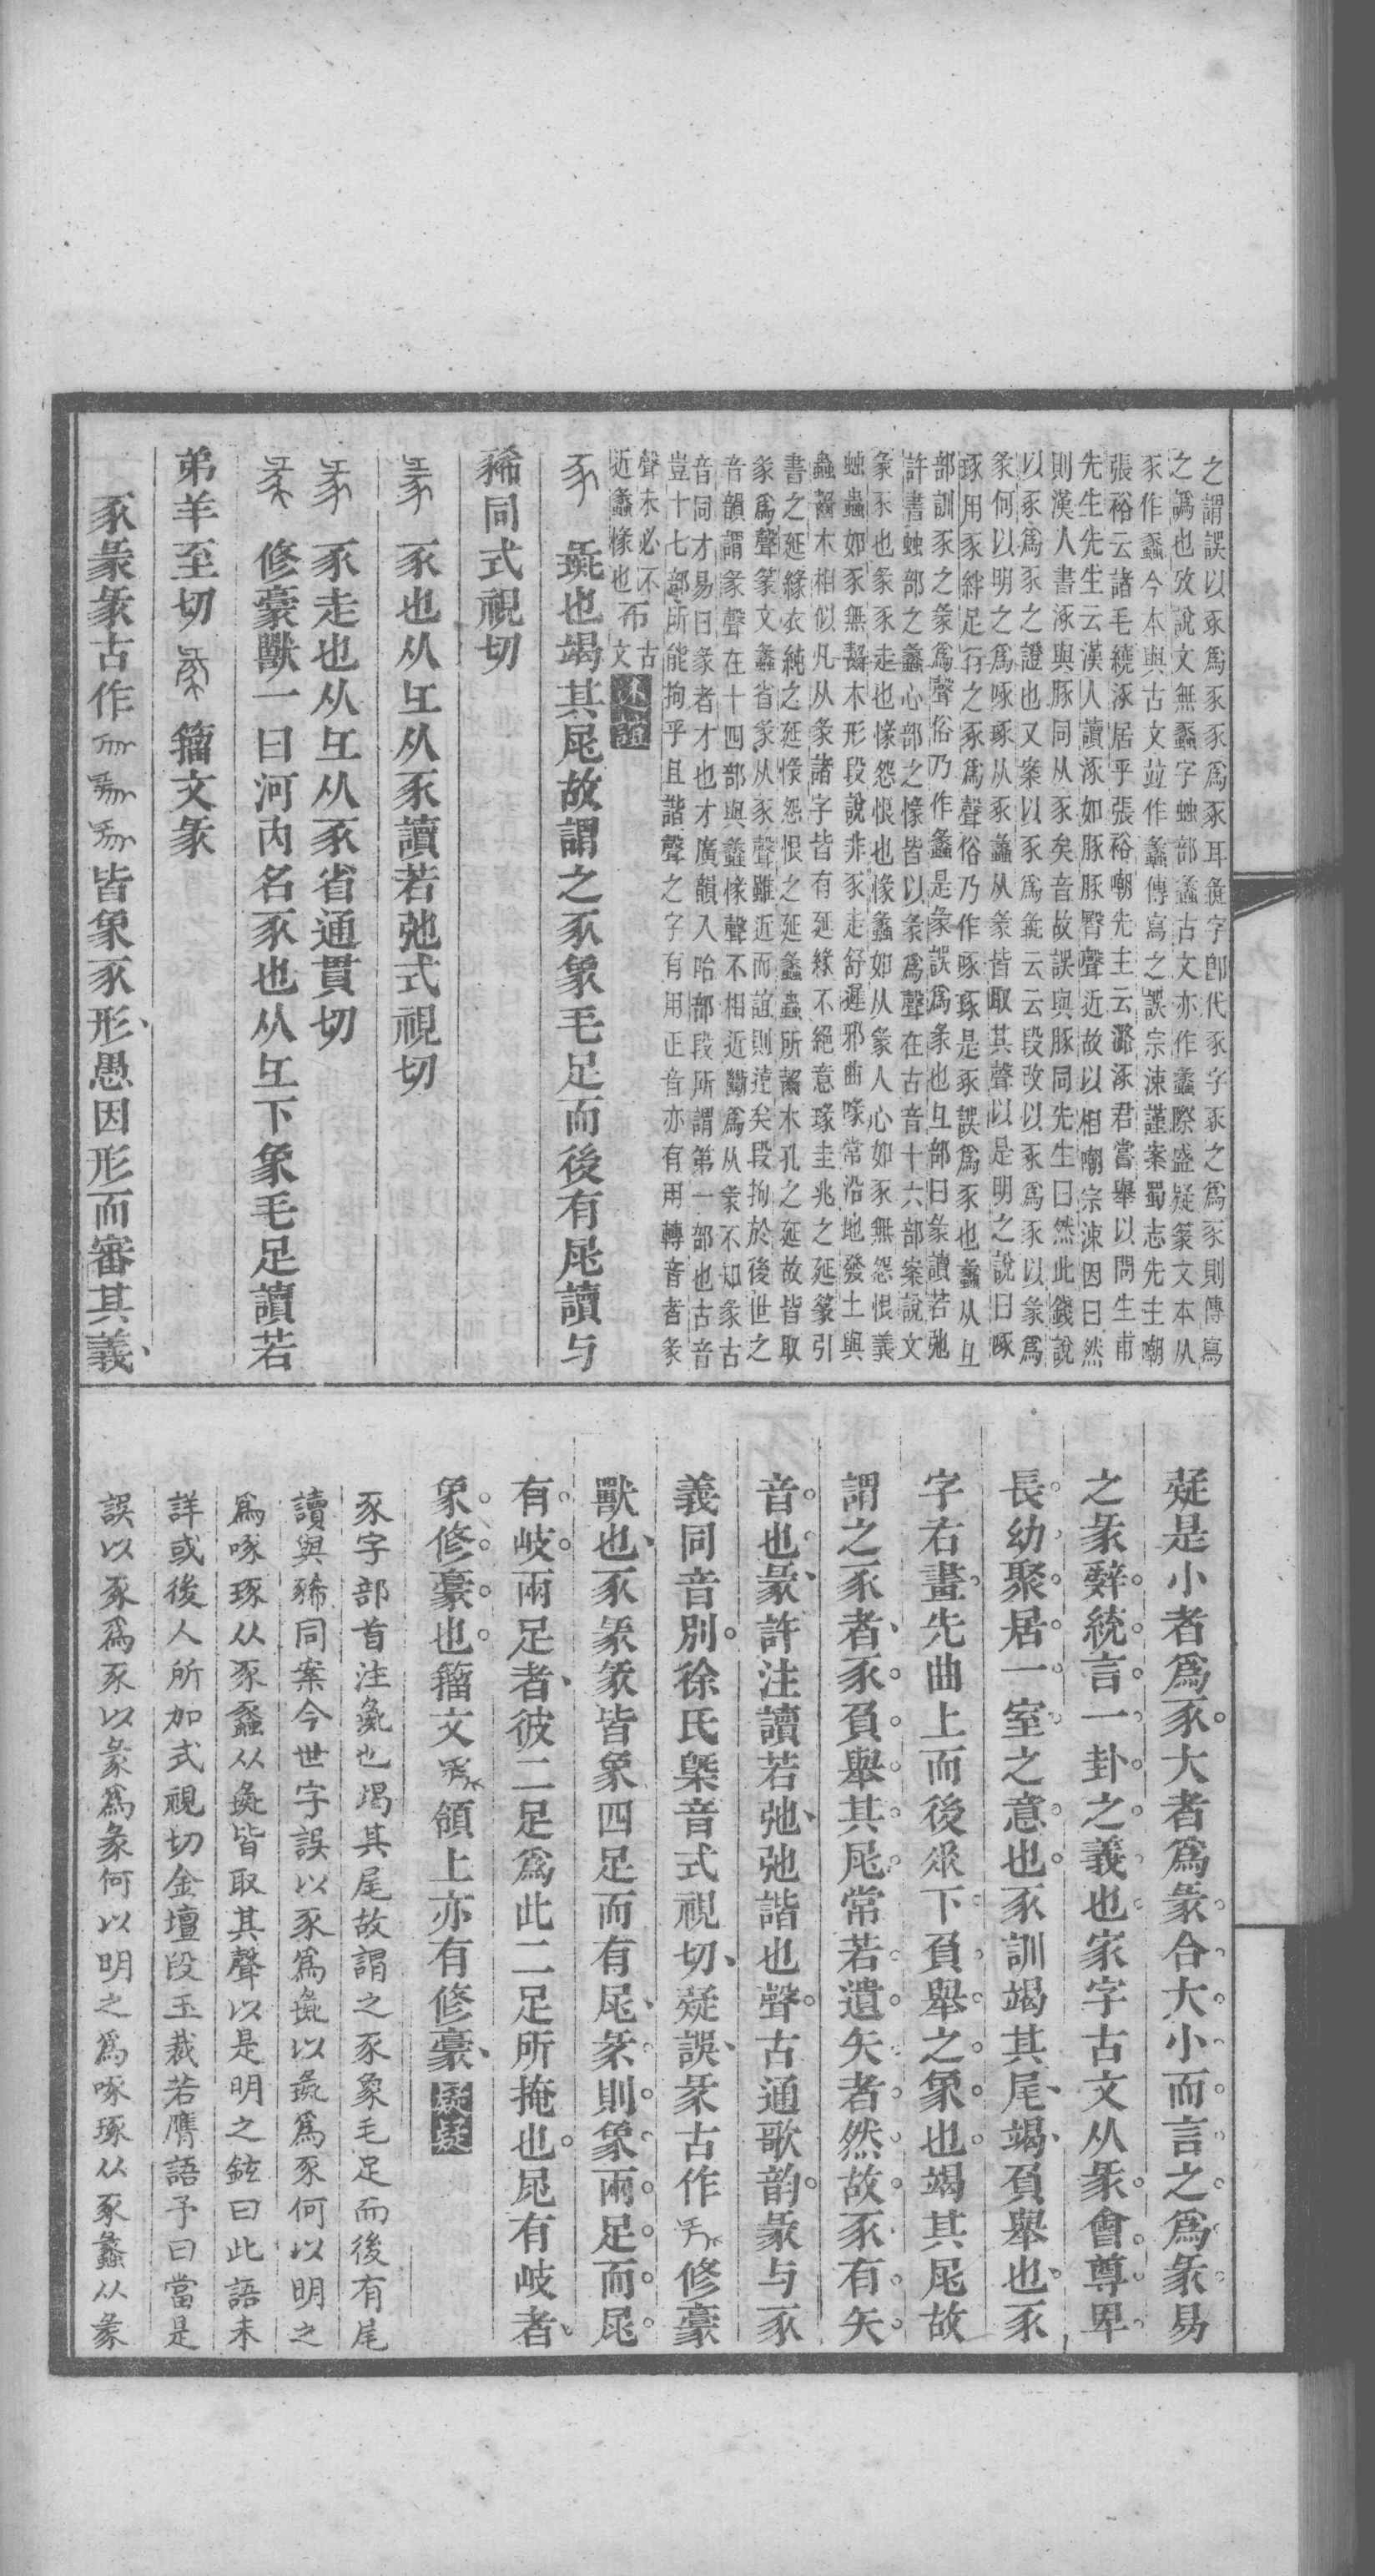 之謂誤以豕爲豕豕爲豕耳彘字卽代豕字豕之爲豕則傳寫
之譌也攷說文無蠡字䖵部蠡古文亦作蠡際盛疑篆文本从
豕作蠡今本與古文竝作蠡傳寫之誤宗涑謹案蜀志先主嘲
張裕云諸毛繞涿居乎張裕嘲先主云潞涿君嘗舉以問生甫
先生先生云漢人讀涿如豚豚臀聲近故以相嘲宗涑因曰然
則漢人書涿與豚同从豕矣音故誤與豚同先生曰然此錢說
以豕爲豕之證也又案以豕爲彘云云段改以豕爲豕以彖爲
彖何以明之爲啄琢从豕蠡从彖皆取其聲以是明之說曰啄
琢用豕絆足行之豕爲聲俗乃作啄琢是豕誤爲豕也蠡从彑
部訓豕之彖爲聲俗乃作蠡是彖誤爲彖也彑部曰彖讀若弛
許書䖵部之蠡心部之㥟皆以彖爲聲在古音十六部案說文
彖豕也彖豕走也㥟怨恨也㥟蠡如从彖人心如豕無怨恨義
䖵蟲如豕無齧木形段說非豕走舒遲邪曲喙常沿地發土與
蟲齧木相似凡从彖諸字皆有延緣不絕意瑑圭兆之延篆引
書之延緣衣純之延㥟怨恨之延蠡蟲所齧木孔之延故皆取
彖爲聲篆文蠡省彖从豕聲雖近而誼則遠矣段拘於後世之
音韻謂彖聲在十四部與蠡㥟聲不相近斷爲从彖不知彖古
音同才易曰彖者才也才廣韻入咍部段所謂第一部也古音
豈十七部所能拘乎且諧聲之字有用正音亦有用轉音者彖
聲未必不古
近蠡㥟也布文 述誼
豕 彘也竭其尾故謂之豕象毛足而後有尾讀与
豨同式視切
彖 豕也从彑从豕讀若弛式視切
彖 豕走也从彑从豕省通貫切
㣇 修豪獸一曰河内名豕也从彑下象毛足讀若
弟羊至切 籀文㣇
豕彖㣇古作 皆象豕形愚因形而審其義
疑是小者爲豕大者爲彖合大小而言之爲彖易
之彖辭統言一卦之義也家字古文从豕會尊卑
長幼聚居一室之意也豕訓竭其尾竭負舉也豕
字右畫先曲上而後㐺下負舉之象也竭其尾故
謂之豕者豕負舉其尾常若遺矢者然故豕有矢
音也彖許注讀若弛弛諧也聲古通歌韵彖与豕
義同音別徐氏槩音式視切疑誤㣇古作 修豪
獸也豕彖㣇皆象四足而有尾㣇則象兩足而尾
有岐兩足者彼二足爲此二足所掩也尾有岐者
象修豪也籀文 領上亦有修豪 疑
豕字部首注彘也竭其尾故謂之豕象毛足而後有尾
讀與豨同案今世字誤以豕爲彘以彘爲豕何以明之
爲啄琢从豕蠡从彘皆取其聲以是明之鉉曰此語未
詳或後人所加式視切金壇段玉裁若膺語予曰當是
誤以豕爲豕以彖爲彖何以明之爲啄琢从豕蠡从彖